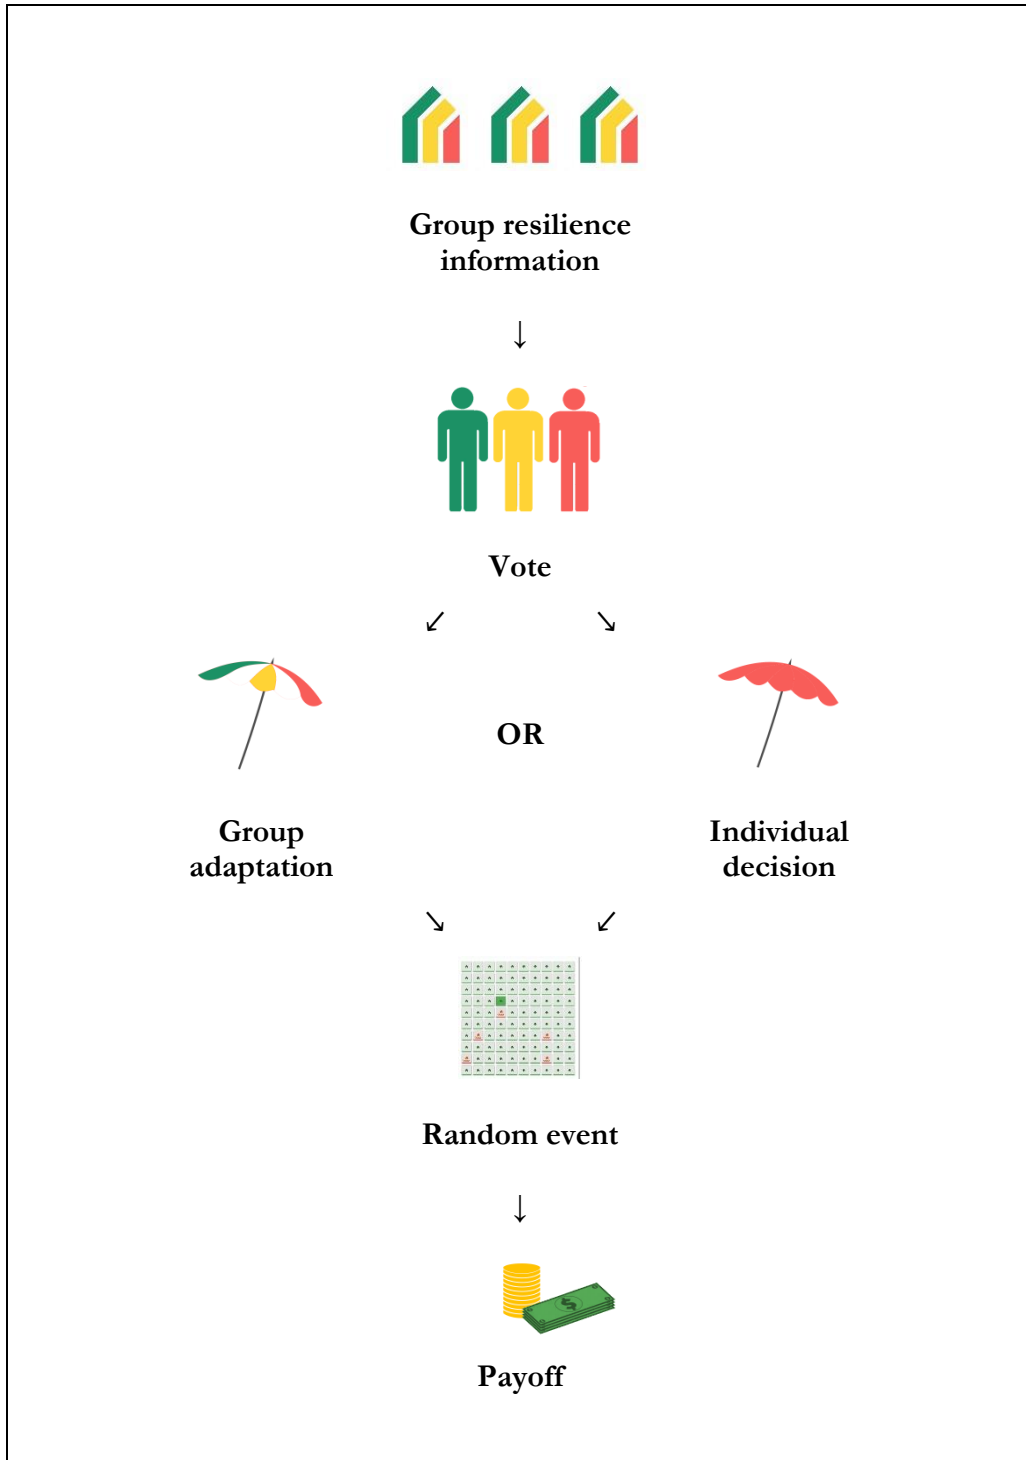 Group resilience
information
Vote
OR
Group
adaptation
Individual
decision
Random event
Payoff